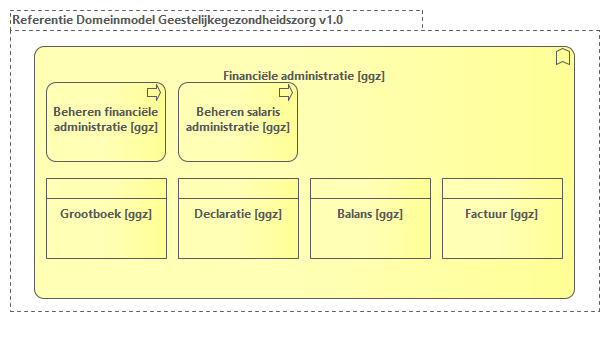 Referentie Domeinmodel Geestelijkegezondheidszorg v1.0
Financiële administratie [ggz]
Beheren financiële
administratie [ggz]
Beheren salaris
administratie [ggz]
Grootboek [ggz]
Declaratie [ggz]
Balans [ggz]
Factuur [ggz]